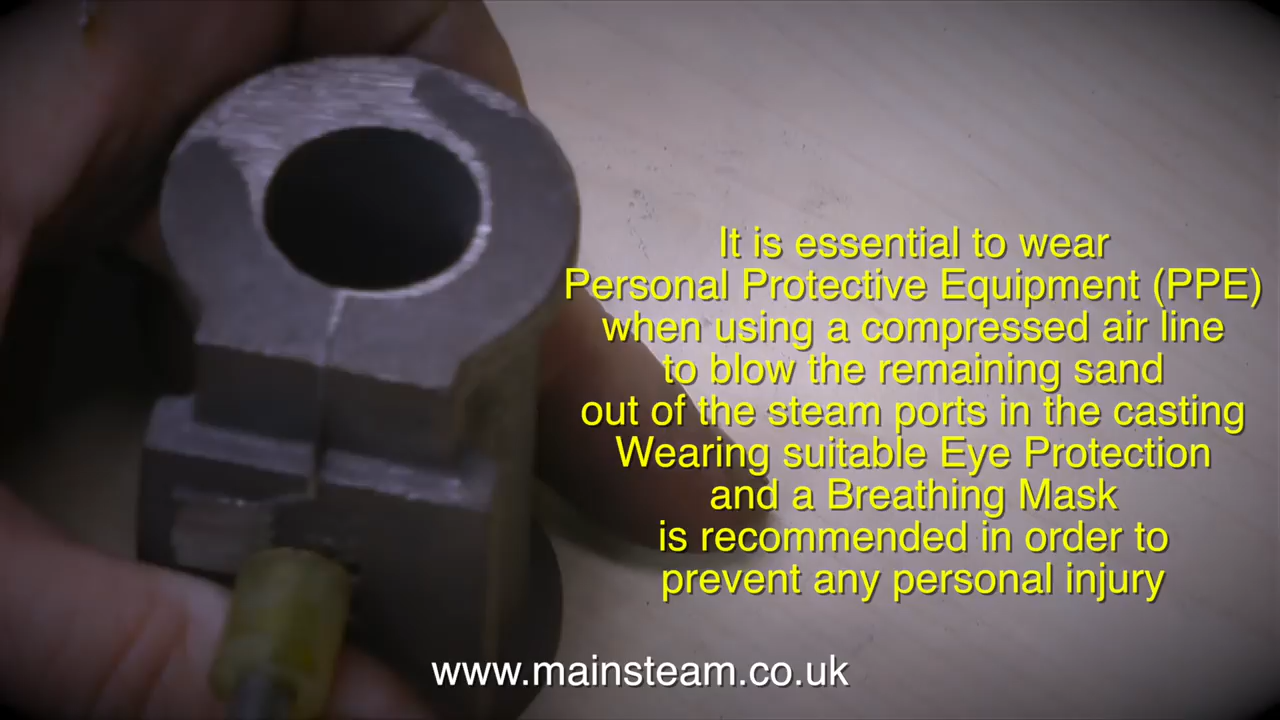 It is essential to wear
Personal Protective Equipment (PPE)
when using a compressed air line
to blow the remaining sand
out of the steam ports in the casting
Wearing suitable Eye Protection
and a Breathing Mask
is recommended in order to
prevent any personal injury
www.mainsteam.co.uk